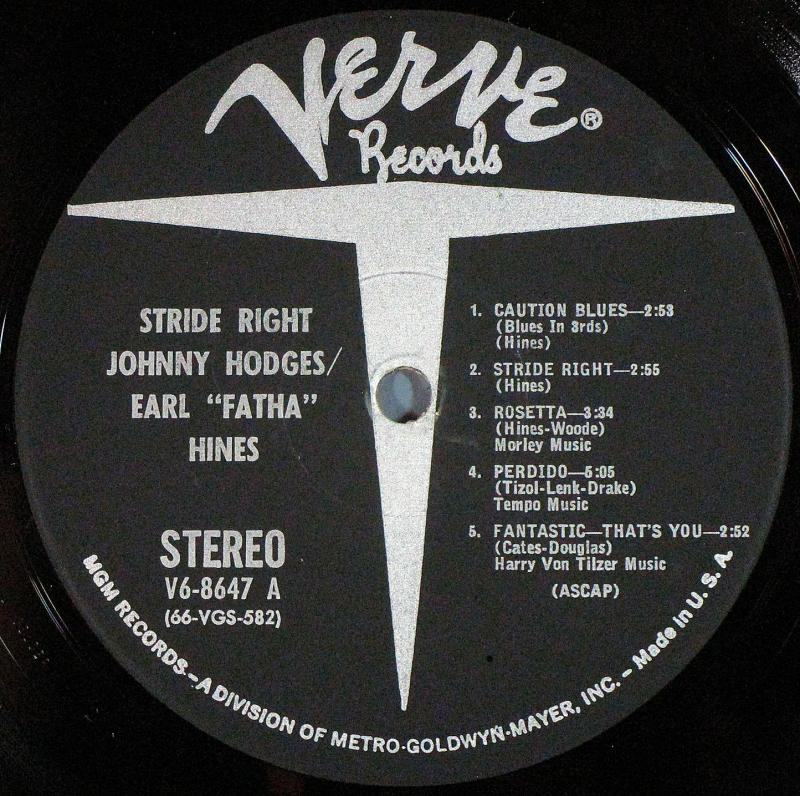 VERVE®
Records
STRIDE RIGHT
JOHNNY HODGES/
EARL “FATHA”
HINES
STEREO
V6-8647 A
(66-VGS-582)
1. CAUTION BLUES—2:53
(Blues In 3rds)
(Hines)
2. STRIDE RIGHT—2:55
(Hines)
3. ROSETTA—3:34
(Hines-Woode)
Morley Music
4. PERDIDO—5:05
(Tizol-Lenk-Drake)
Tempo Music
5. FANTASTIC—THAT'S YOU—2:52
(Cates-Douglas)
Harry Von Tilzer Music
(ASCAP)
MGM RECORDS—A DIVISION OF METRO-GOLDWYN-MAYER, INC. – Made in U. S. A.